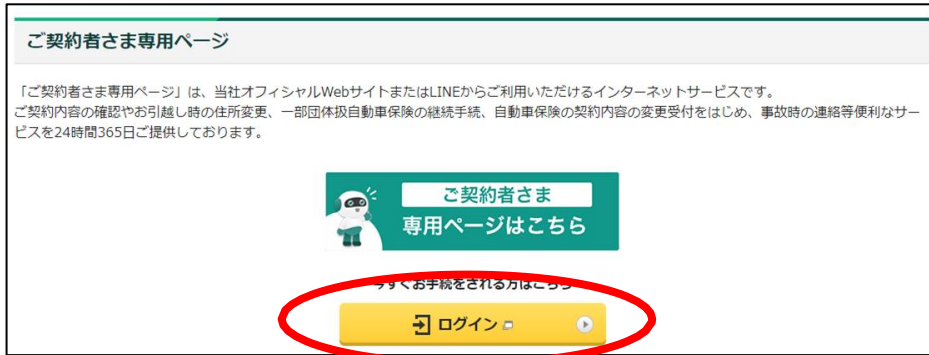 ご契約者さま専用ページ
「ご契約者さま専用ページ」は、当社オフィシャルWebサイトまたはLINEからご利用いただけるインターネットサービスです。
ご契約内容の確認やお引越し時の住所変更、一部団体扱自動車保険の継続手続、自動車保険の契約内容の変更受付をはじめ、事故時の連絡等便利なサー
ビスを24時間365日ご提供しております。
ご契約者さま
専用ページはこちら
今すぐお手続をされる方はこちら
ログイン